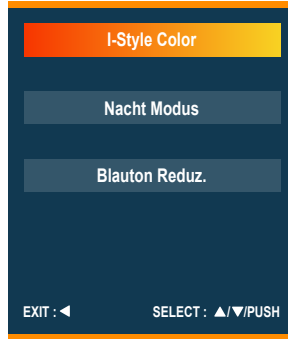 I-Style Color
Nacht Modus
Blauton Reduz.
EXIT : ◀ SELECT : ▲/▼/PUSH